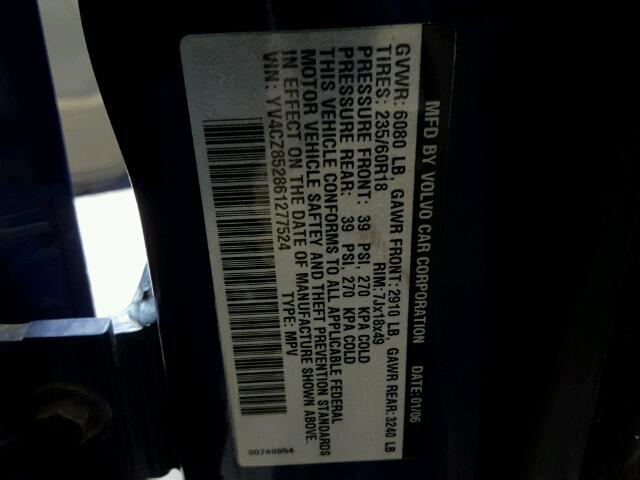 MFD BY VOLVO CAR CORPORATION DATE: 01/06
GVWR: 6080 LB, GAWR FRONT: 2910 LB, GAWR REAR: 3240 LB
TIRES: 235/60R18 RIM: 7Jx18x49
PRESSURE FRONT: 39 PSI, 270 KPA COLD
PRESSURE REAR: 39 PSI, 270 KPA COLD
THIS VEHICLE CONFORMS TO ALL APPLICABLE FEDERAL
MOTOR VEHICLE SAFTEY AND THEFT PREVENTION STANDARDS
IN EFFECT ON THE DATE OF MANUFACTURE SHOWN ABOVE.
VIN: YV4CZ852861277524 TYPE: MPV
30740954